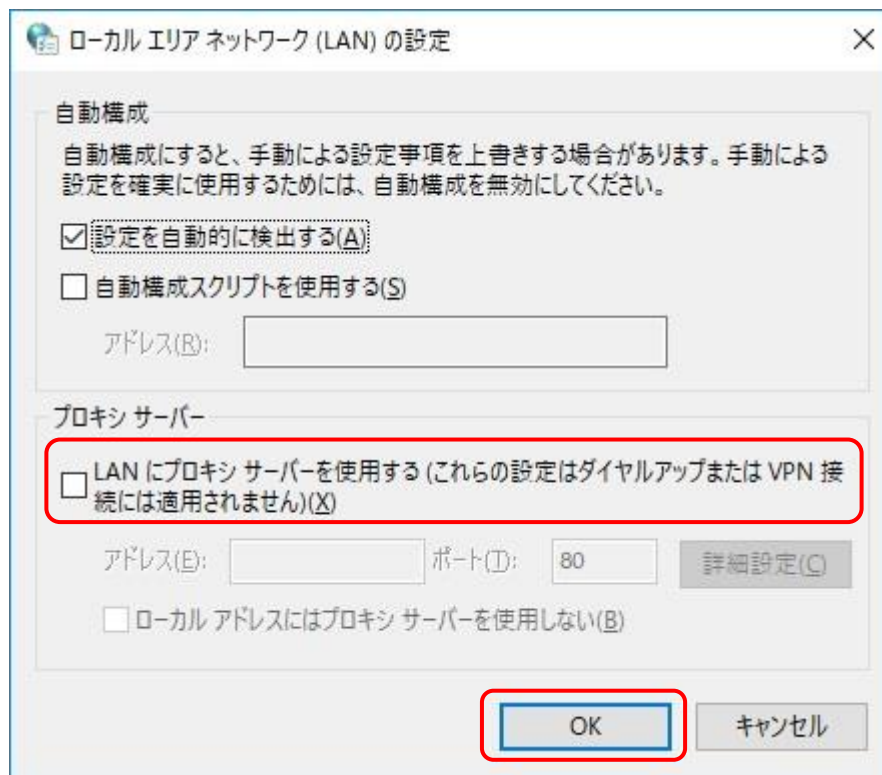 ローカル エリア ネットワーク (LAN) の設定
自動構成
自動構成にすると、手動による設定事項を上書きする場合があります。手動による
設定を確実に使用するためには、自動構成を無効にしてください。
設定を自動的に検出する(A)
自動構成スクリプトを使用する(S)
アドレス(R):
プロキシ サーバー
LAN にプロキシ サーバーを使用する (これらの設定はダイヤルアップまたは VPN 接
続には適用されません)(X)
アドレス(E): ポート(T): 80 詳細設定(C)
ローカル アドレスにはプロキシ サーバーを使用しない(B)
OK キャンセル